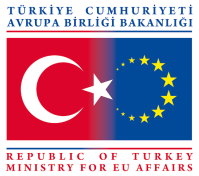 TÜRKİYE CUMHURİYETİ
AVRUPA BİRLİĞİ BAKANLIĞI
REPUBLIC OF TURKEY
MINISTRY FOR EU AFFAIRS